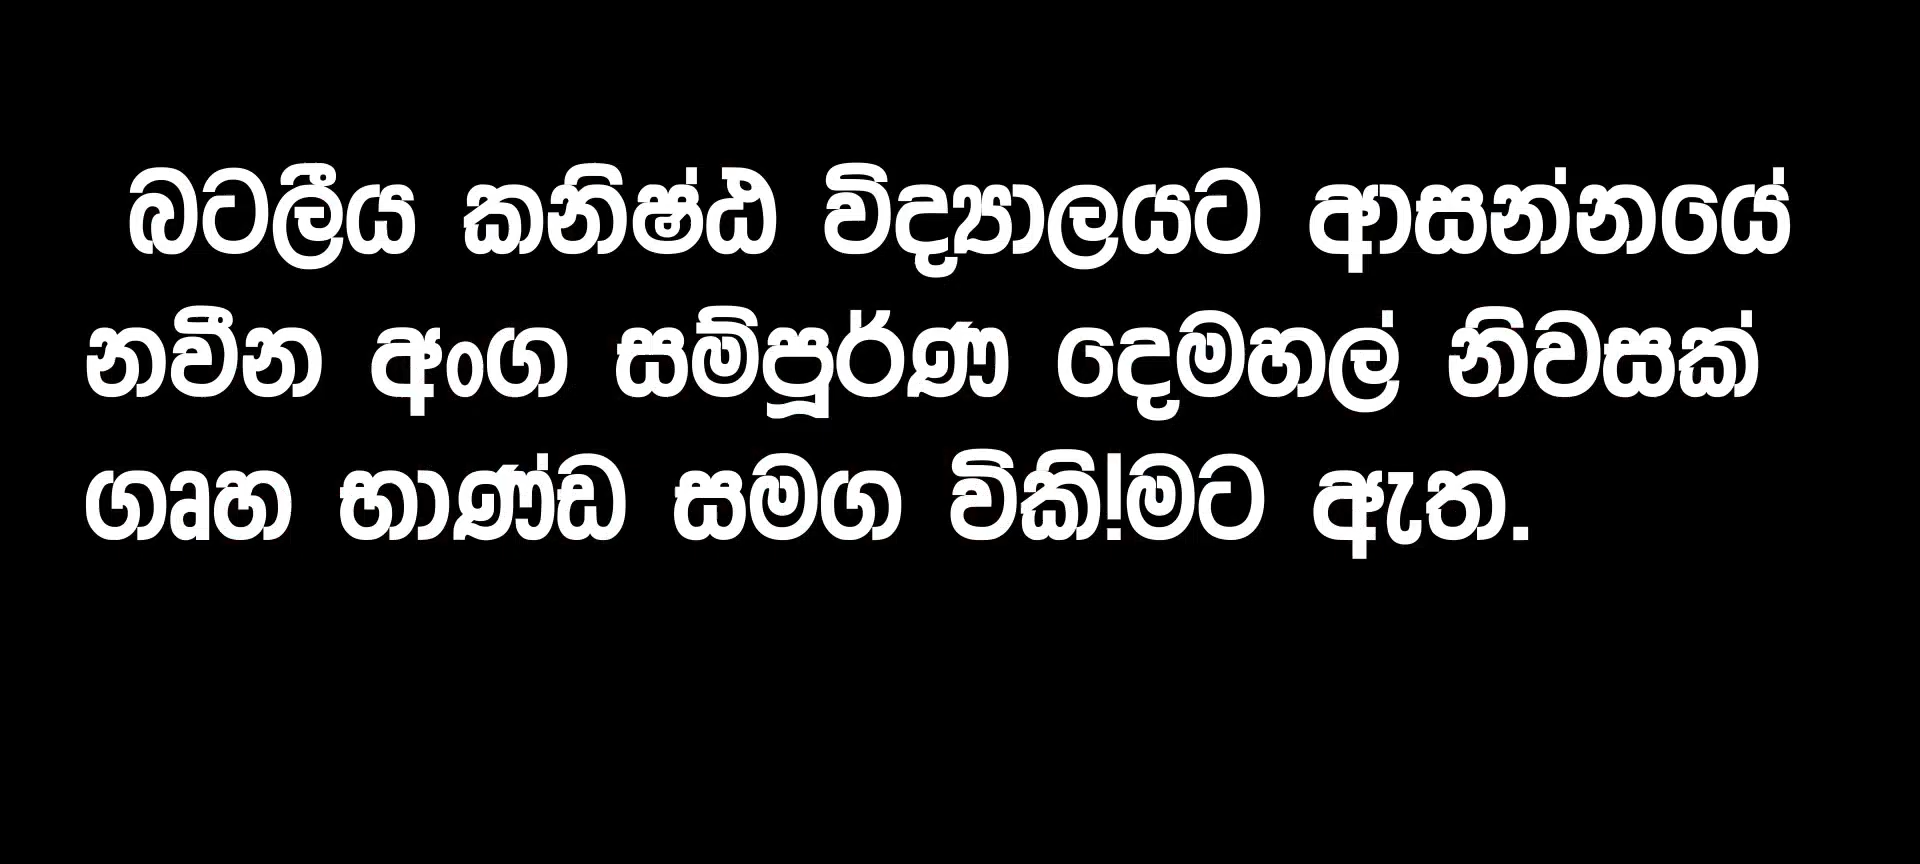 බටලීය කනිෂ්ඨ විද්‍යාලයට ආසන්නයේ
නවීන අංග සම්පූර්ණ දෙමහල් නිවසක්
ගෘහ භාණ්ඩ සමග විකි!මට ඇත.